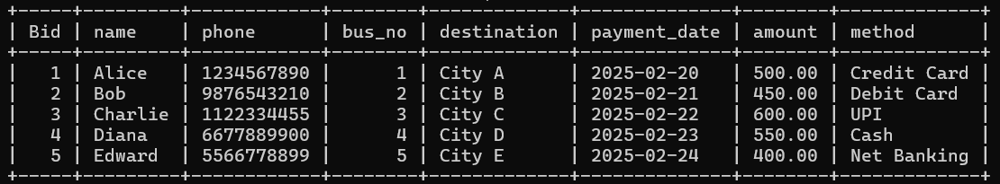 +-----+---------+------------+--------+-------------+--------------+--------+-------------+
| Bid | name    | phone      | bus_no | destination | payment_date | amount | method      |
+-----+---------+------------+--------+-------------+--------------+--------+-------------+
|   1 | Alice   | 1234567890 |      1 | City A      | 2025-02-20   | 500.00 | Credit Card |
|   2 | Bob     | 9876543210 |      2 | City B      | 2025-02-21   | 450.00 | Debit Card  |
|   3 | Charlie | 1122334455 |      3 | City C      | 2025-02-22   | 600.00 | UPI         |
|   4 | Diana   | 6677889900 |      4 | City D      | 2025-02-23   | 550.00 | Cash        |
|   5 | Edward  | 5566778899 |      5 | City E      | 2025-02-24   | 400.00 | Net Banking |
+-----+---------+------------+--------+-------------+--------------+--------+-------------+